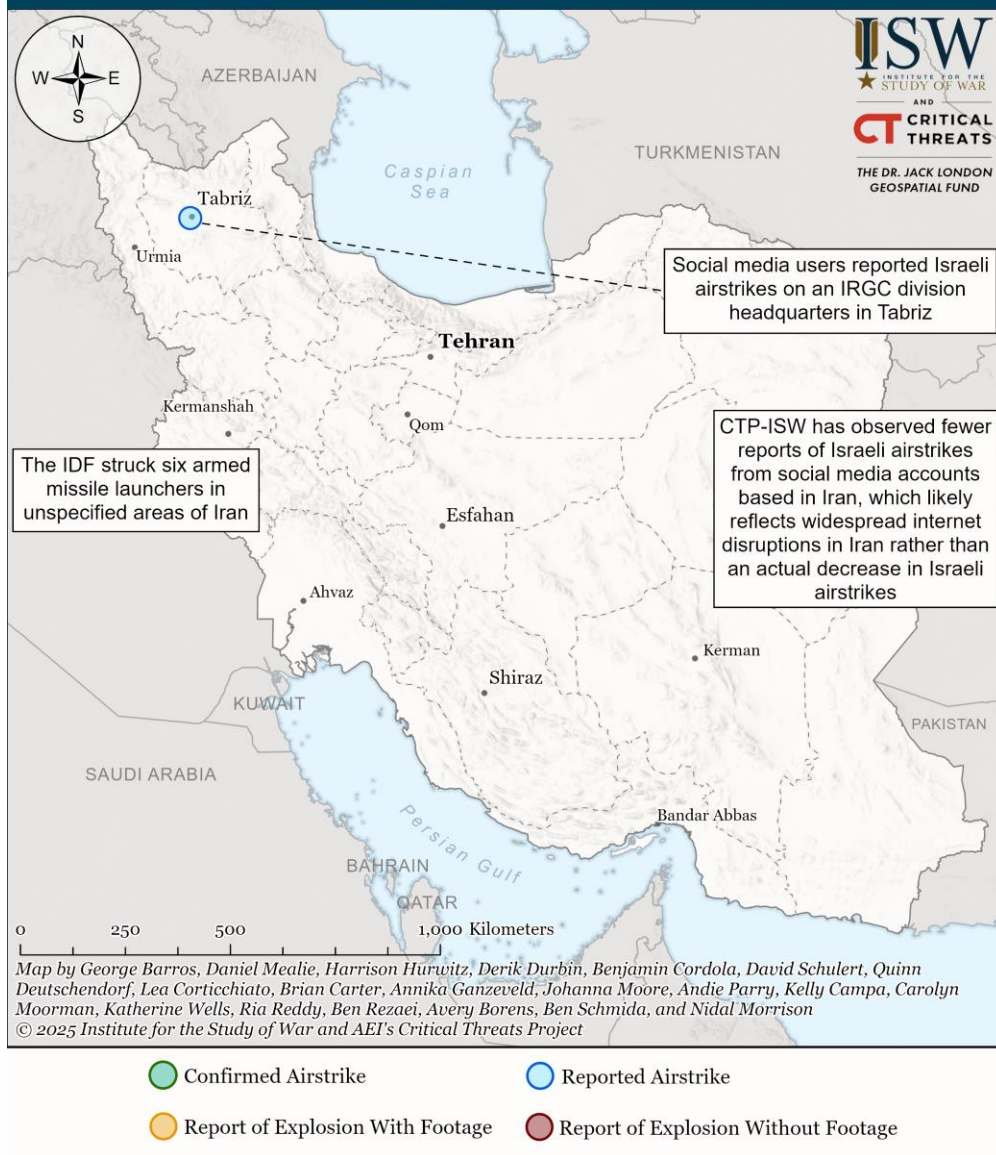 N
W
E
S
ISW
INSTITUTE FOR THE
STUDY OF WAR
AND
CT CRITICAL
THREATS
THE DR. JACK LONDON
GEOSPATIAL FUND
AZERBAIJAN
Caspian
Sea
TURKMENISTAN
Tabriz
Urmia
Social media users reported Israeli
airstrikes on an IRGC division
headquarters in Tabriz
Tehran
Kermanshah
Qom
The IDF struck six armed
missile launchers in
unspecified areas of Iran
CTP-ISW has observed fewer
reports of Israeli airstrikes
from social media accounts
based in Iran, which likely
reflects widespread internet
disruptions in Iran rather than
an actual decrease in Israeli
airstrikes
Esfahan
Ahvaz
Kerman
Shiraz
KUWAIT
PAKISTAN
SAUDI ARABIA
Bandar Abbas
Persian Gulf
BAHRAIN
QATAR
0 250 500 1,000 Kilometers
Map by George Barros, Daniel Mealie, Harrison Hurwitz, Derik Durbin, Benjamin Cordola, David Schulert, Quinn
Deutschendorf, Lea Corticchiato, Brian Carter, Annika Ganzeveld, Johanna Moore, Andie Parry, Kelly Campa, Carolyn
Moorman, Katherine Wells, Ria Reddy, Ben Rezaei, Avery Borens, Ben Schmida, and Nidal Morrison
© 2025 Institute for the Study of War and AEI's Critical Threats Project
Confirmed Airstrike
Reported Airstrike
Report of Explosion With Footage
Report of Explosion Without Footage